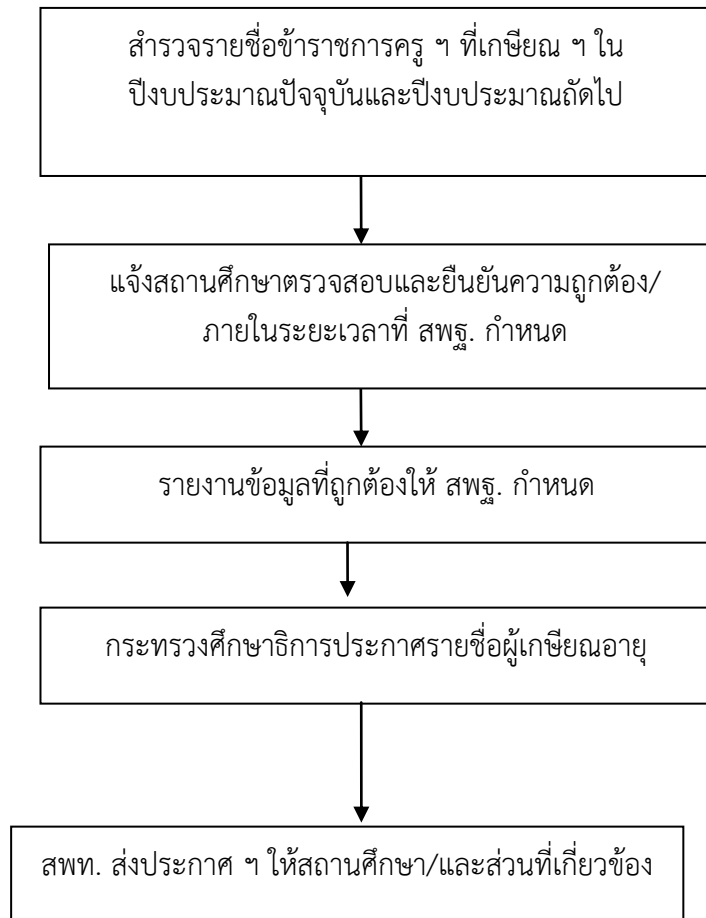 สำรวจรายชื่อข้าราชการครู ฯ ที่เกษียณ ฯ ใน
ปีงบประมาณปัจจุบันและปีงบประมาณถัดไป
แจ้งสถานศึกษาตรวจสอบและยืนยันความถูกต้อง/
ภายในระยะเวลาที่ สพฐ. กำหนด
รายงานข้อมูลที่ถูกต้องให้ สพฐ. กำหนด
กระทรวงศึกษาธิการประกาศรายชื่อผู้เกษียณอายุ
สพท. ส่งประกาศ ฯ ให้สถานศึกษา/และส่วนที่เกี่ยวข้อง